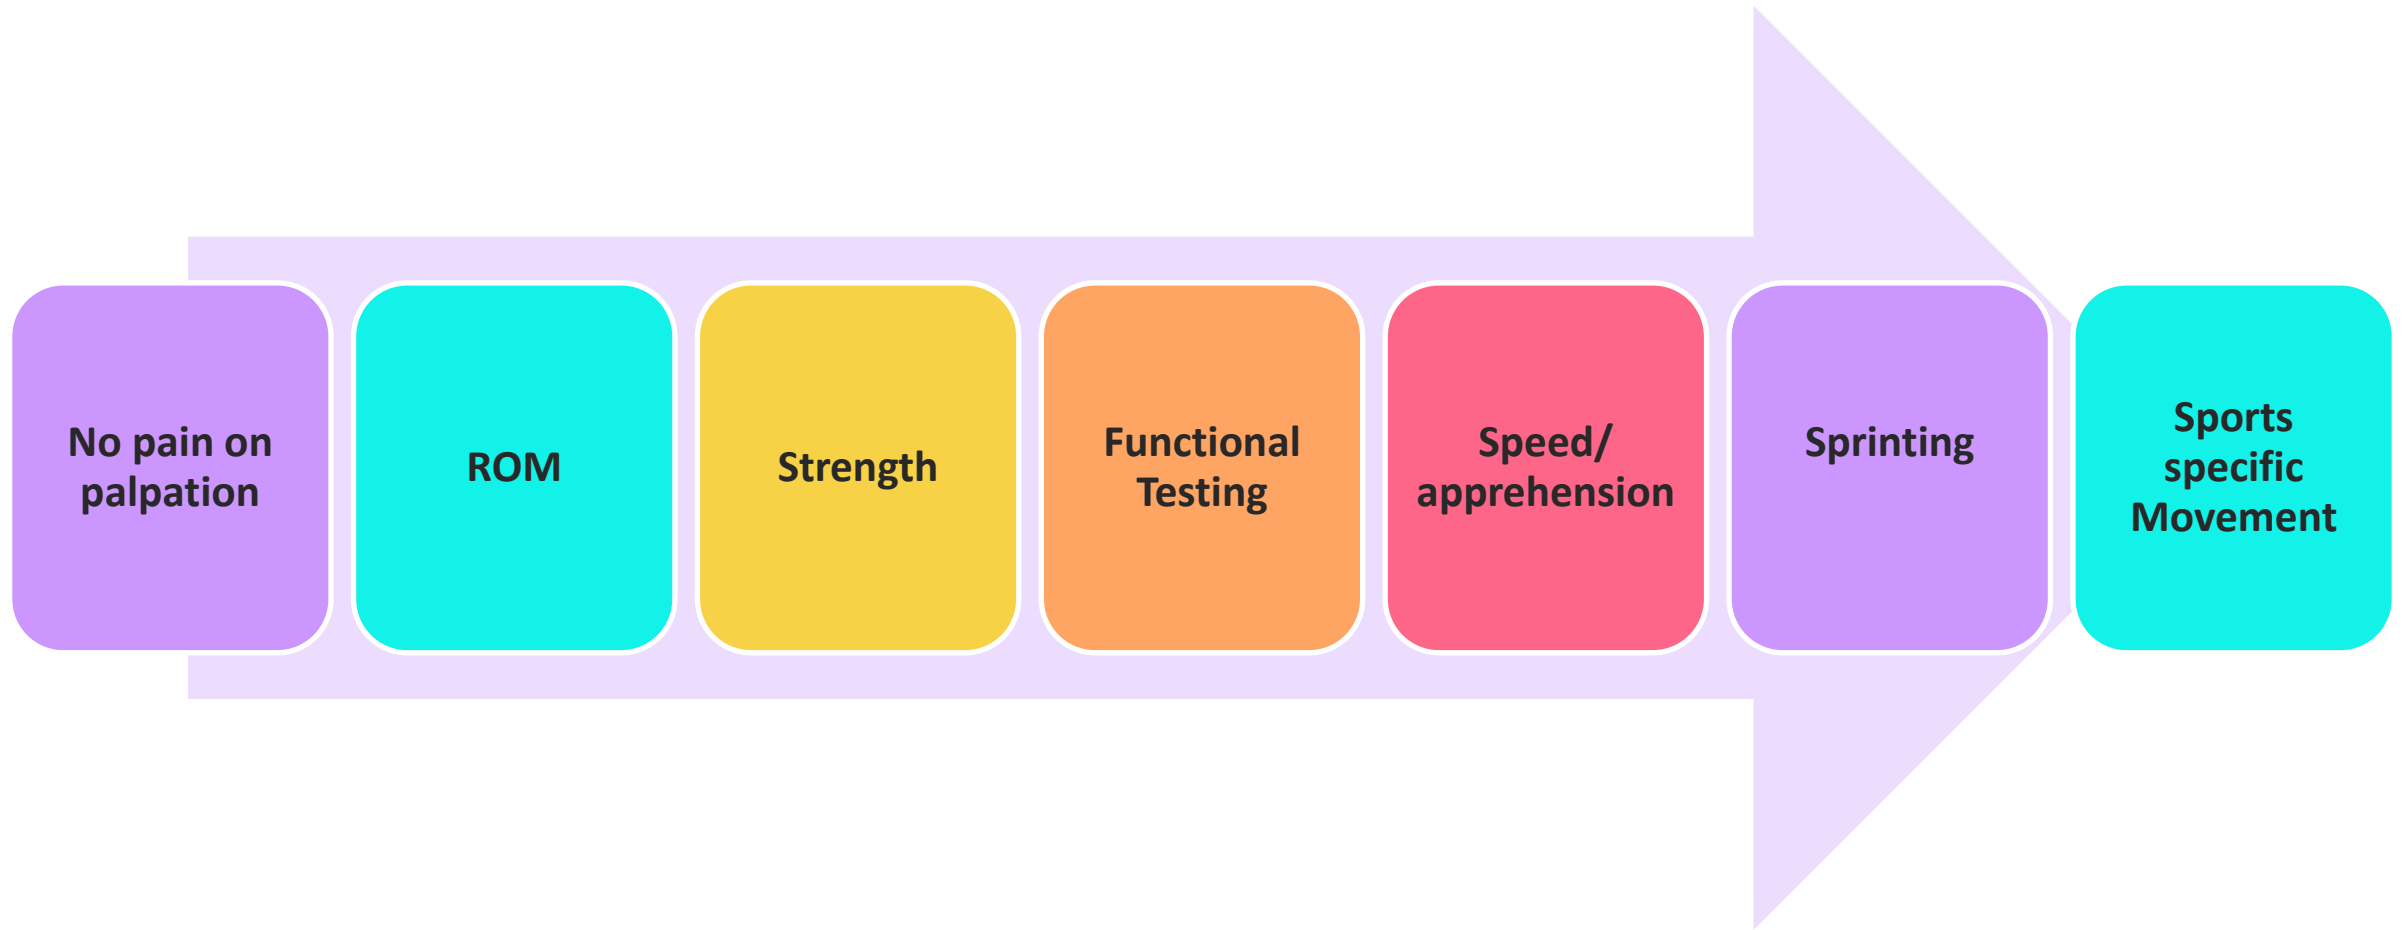 No pain on
palpation
ROM
Strength
Functional
Testing
Speed/
apprehension
Sprinting
Sports
specific
Movement